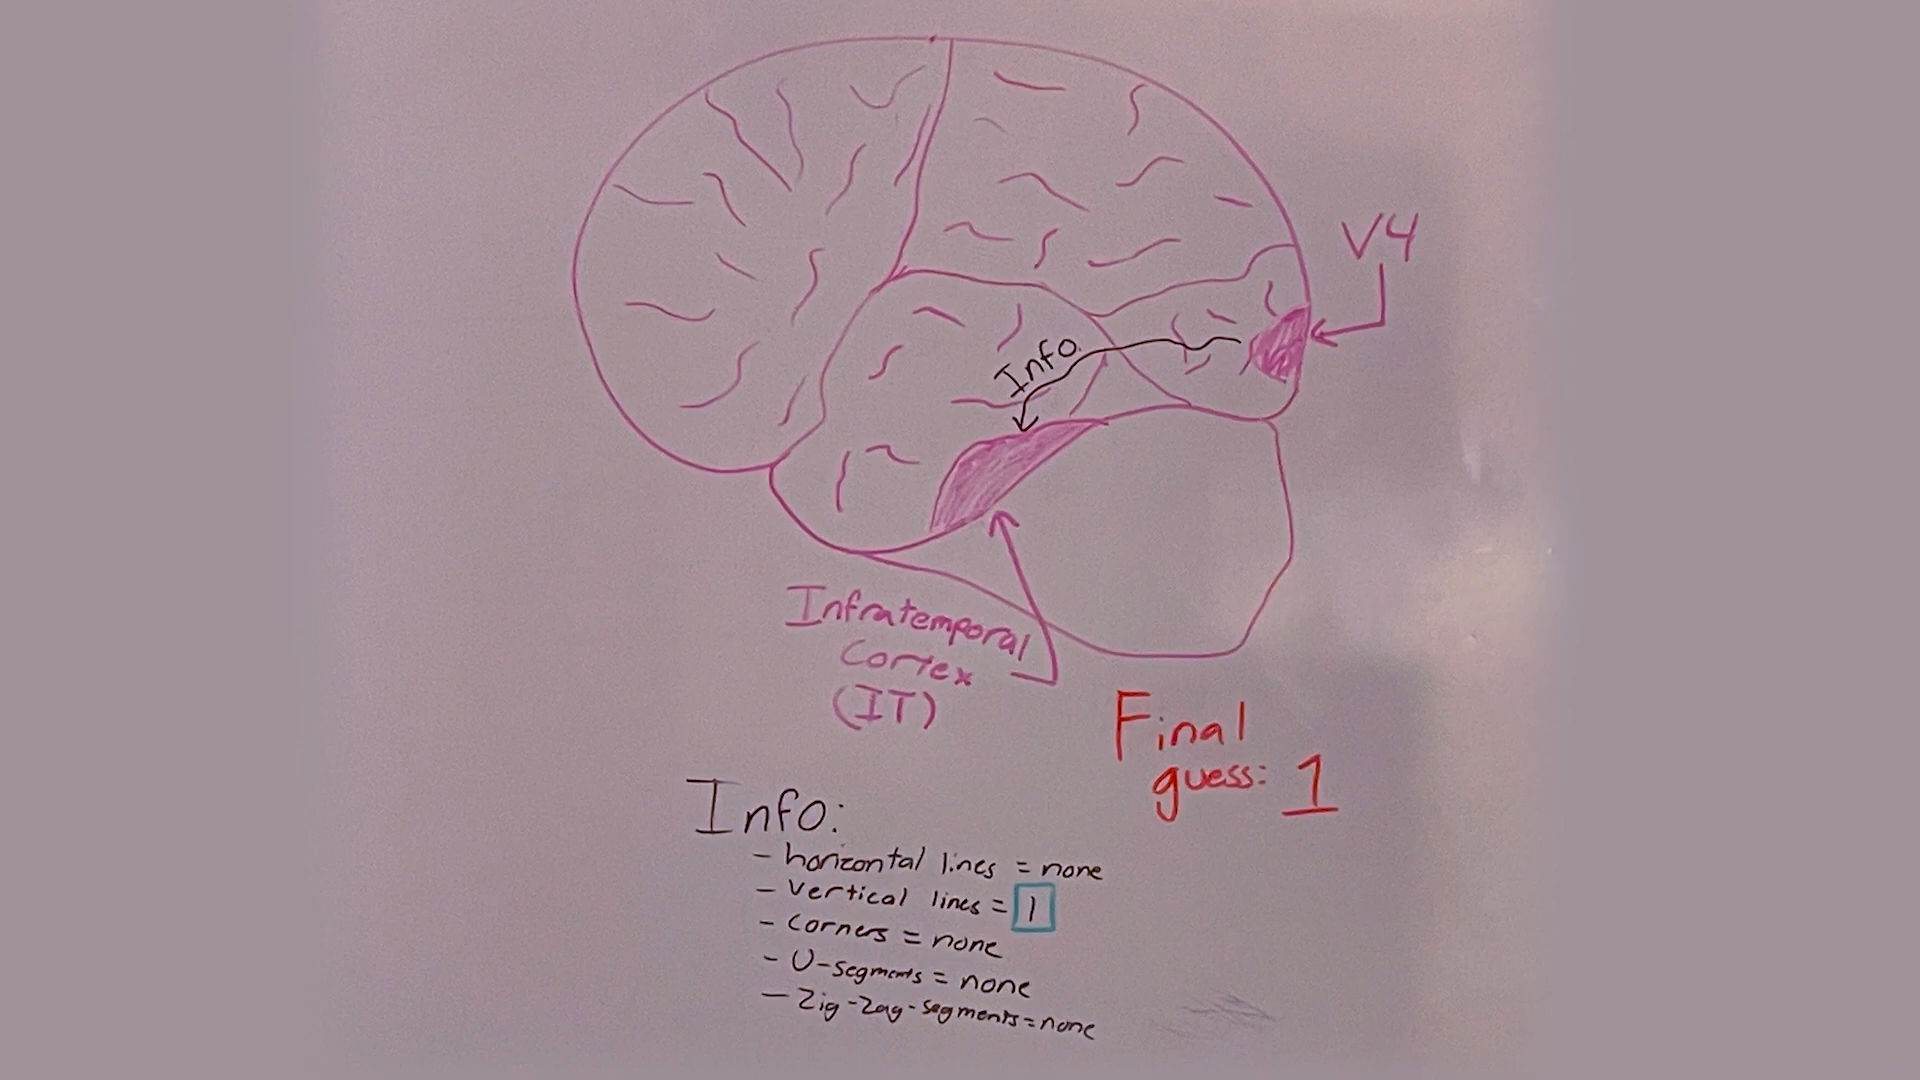 V4
Info.
Infratemporal
Cortex
(IT)
Final
guess: 1
Info:
- horizontal lines = none
- Vertical lines = 1
- Corners = none
- U-segments = none
- Zig-Zag-segments = none